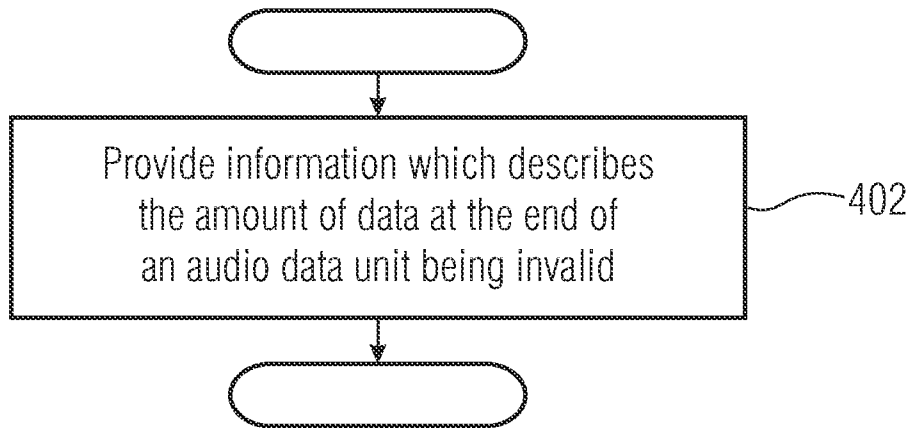 Provide information which describes
the amount of data at the end of
an audio data unit being invalid
402